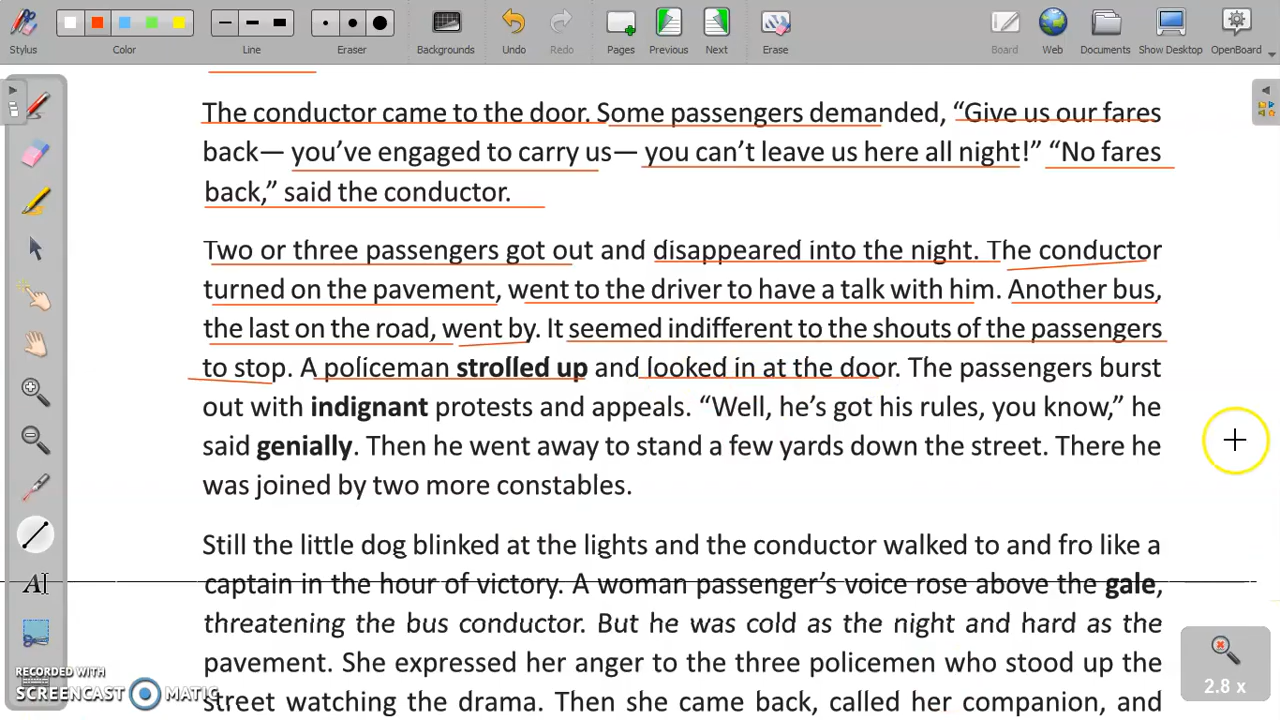 Stylus Color Line Eraser Backgrounds Undo Redo Pages Previous Next Erase Board Web Documents Show Desktop OpenBoard
The conductor came to the door. Some passengers demanded, “Give us our fares
back— you’ve engaged to carry us— you can’t leave us here all night!” “No fares
back,” said the conductor.
Two or three passengers got out and disappeared into the night. The conductor
turned on the pavement, went to the driver to have a talk with him. Another bus,
the last on the road, went by. It seemed indifferent to the shouts of the passengers
to stop. A policeman strolled up and looked in at the door. The passengers burst
out with indignant protests and appeals. “Well, he’s got his rules, you know,” he
said genially. Then he went away to stand a few yards down the street. There he
was joined by two more constables.
Still the little dog blinked at the lights and the conductor walked to and fro like a
captain in the hour of victory. A woman passenger’s voice rose above the gale,
threatening the bus conductor. But he was cold as the night and hard as the
pavement. She expressed her anger to the three policemen who stood up the
street watching the drama. Then she came back, called her companion, and
A
2.8 x
RECORDED WITH
SCREENCAST MATIC